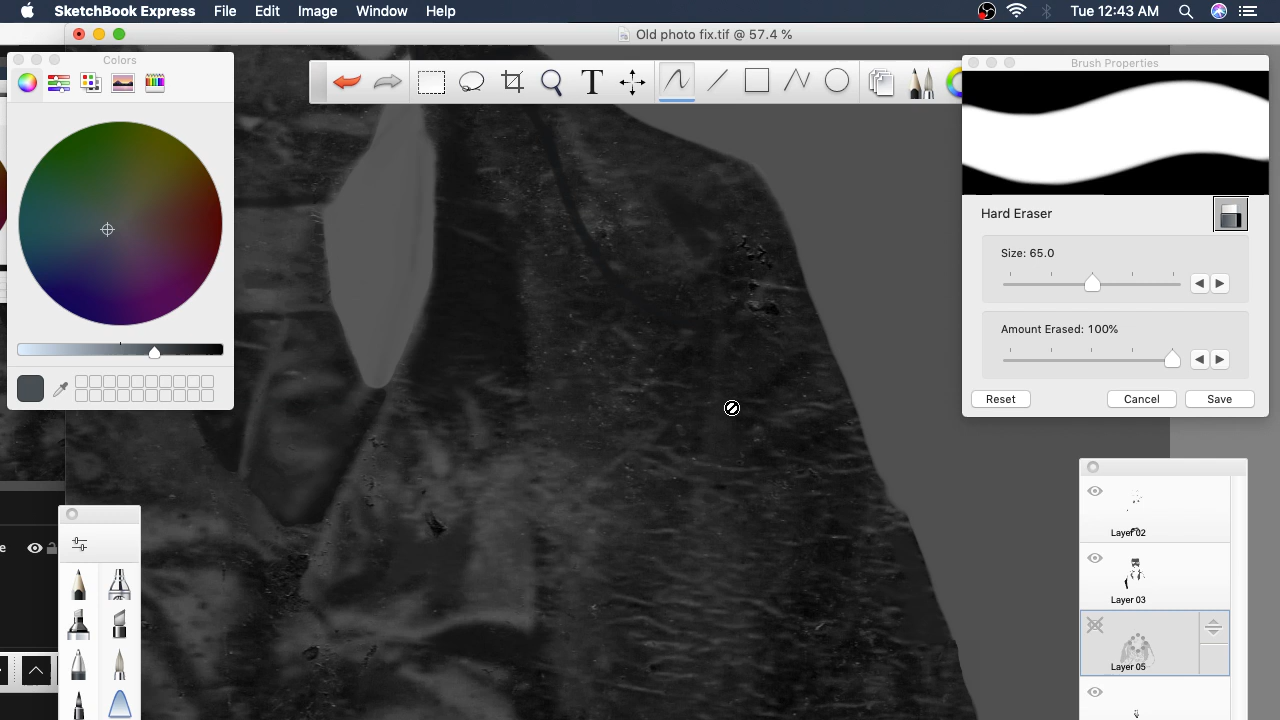 SketchBook Express File Edit Image Window Help Tue 12:43 AM
Old photo fix.tif @ 57.4 %
Colors
T
Brush Properties
Hard Eraser
Size: 65.0
Amount Erased: 100%
Reset Cancel Save
Layer 02
Layer 03
Layer 05
e